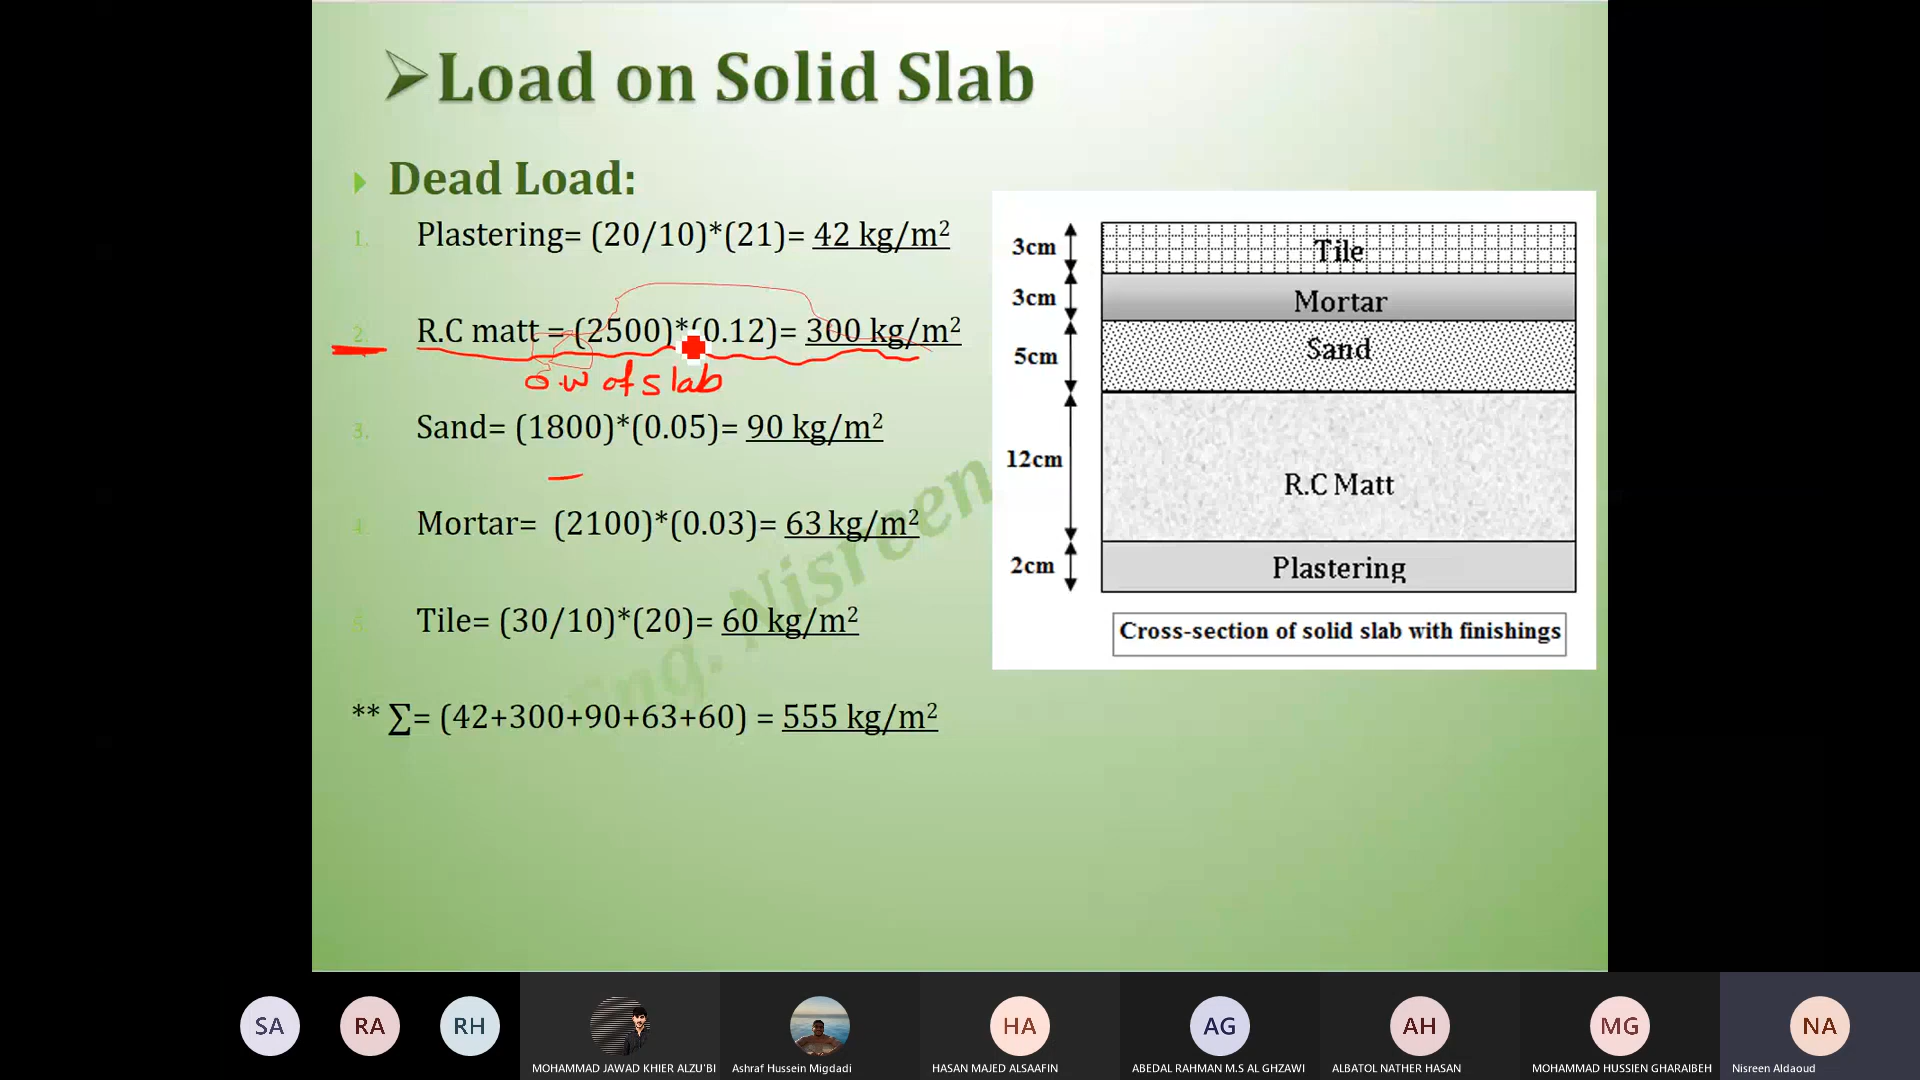 ➢Load on Solid Slab
Dead Load:
1. Plastering= (20/10)*(21)= 42 kg/m²
2. R.C matt = (2500)*(0.12)= 300 kg/m²
o.w of slab
3. Sand= (1800)*(0.05)= 90 kg/m²
4. Mortar= (2100)*(0.03)= 63 kg/m²
5. Tile= (30/10)*(20)= 60 kg/m²
** ∑= (42+300+90+63+60) = 555 kg/m²
Eng. Nisreen
3cm
Tile
3cm
Mortar
5cm
Sand
12cm
R.C Matt
2cm
Plastering
Cross-section of solid slab with finishings
SA
RA
RH
HA
AG
AH
MG
NA
MOHAMMAD JAWAD KHIER ALZU'BI
Ashraf Hussein Migdadi
HASAN MAJED ALSAAFIN
ABEDAL RAHMAN M.S AL GHZAWI
ALBATOL NATHER HASAN
MOHAMMAD HUSSIEN GHARAIBEH
Nisreen Aldaoud